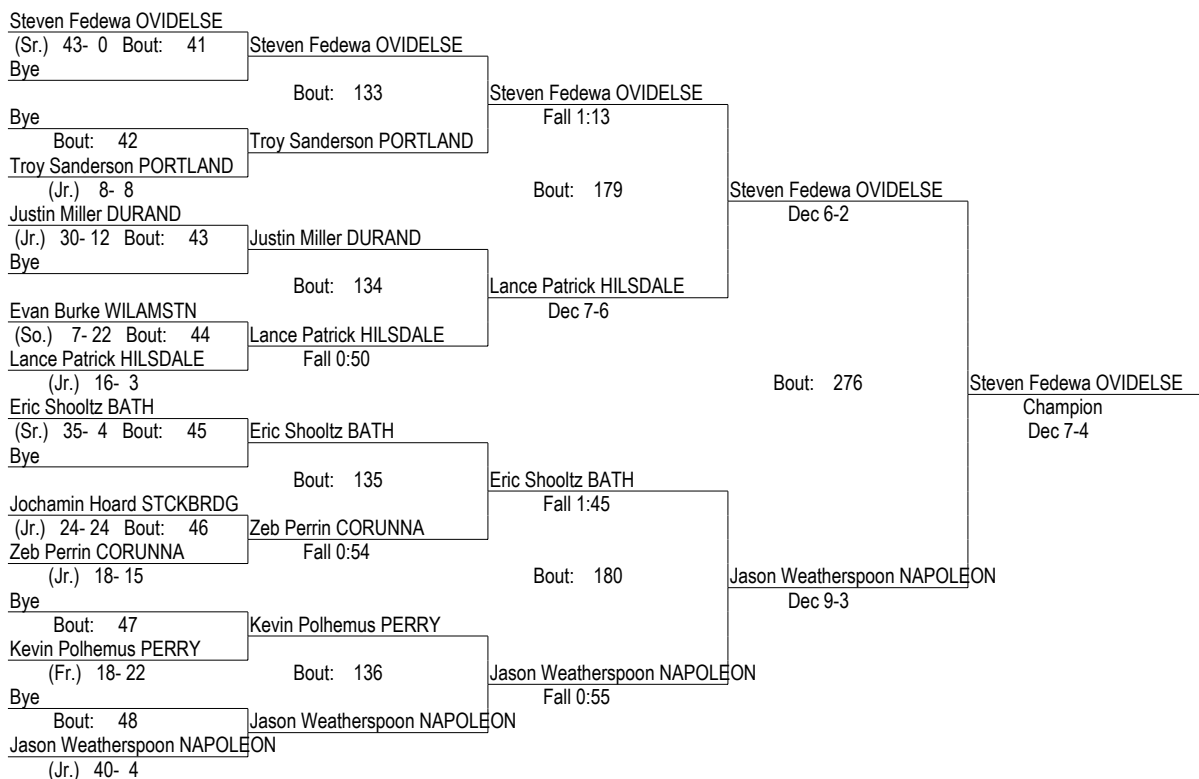 Steven Fedewa OVIDELSE
(Sr.) 43- 0 Bout: 41
Steven Fedewa OVIDELSE
Bye
Bout: 133
Steven Fedewa OVIDELSE
Bye
Fall 1:13
Bout: 42
Troy Sanderson PORTLAND
Troy Sanderson PORTLAND
(Jr.) 8- 8
Bout: 179
Steven Fedewa OVIDELSE
Justin Miller DURAND
Dec 6-2
(Jr.) 30- 12 Bout: 43
Justin Miller DURAND
Bye
Bout: 134
Lance Patrick HILSDALE
Evan Burke WILAMSTN
Dec 7-6
(So.) 7- 22 Bout: 44
Lance Patrick HILSDALE
Lance Patrick HILSDALE
Fall 0:50
(Jr.) 16- 3
Bout: 276
Steven Fedewa OVIDELSE
Eric Shooltz BATH
Champion
(Sr.) 35- 4 Bout: 45
Eric Shooltz BATH
Dec 7-4
Bye
Bout: 135
Eric Shooltz BATH
Jochamin Hoard STCKBRDG
Fall 1:45
(Jr.) 24- 24 Bout: 46
Zeb Perrin CORUNNA
Zeb Perrin CORUNNA
Fall 0:54
(Jr.) 18- 15
Bout: 180
Jason Weatherspoon NAPOLEON
Bye
Dec 9-3
Bout: 47
Kevin Polhemus PERRY
Kevin Polhemus PERRY
(Fr.) 18- 22
Bout: 136
Jason Weatherspoon NAPOLEON
Bye
Fall 0:55
Bout: 48
Jason Weatherspoon NAPOLEON
Jason Weatherspoon NAPOLEON
(Jr.) 40- 4